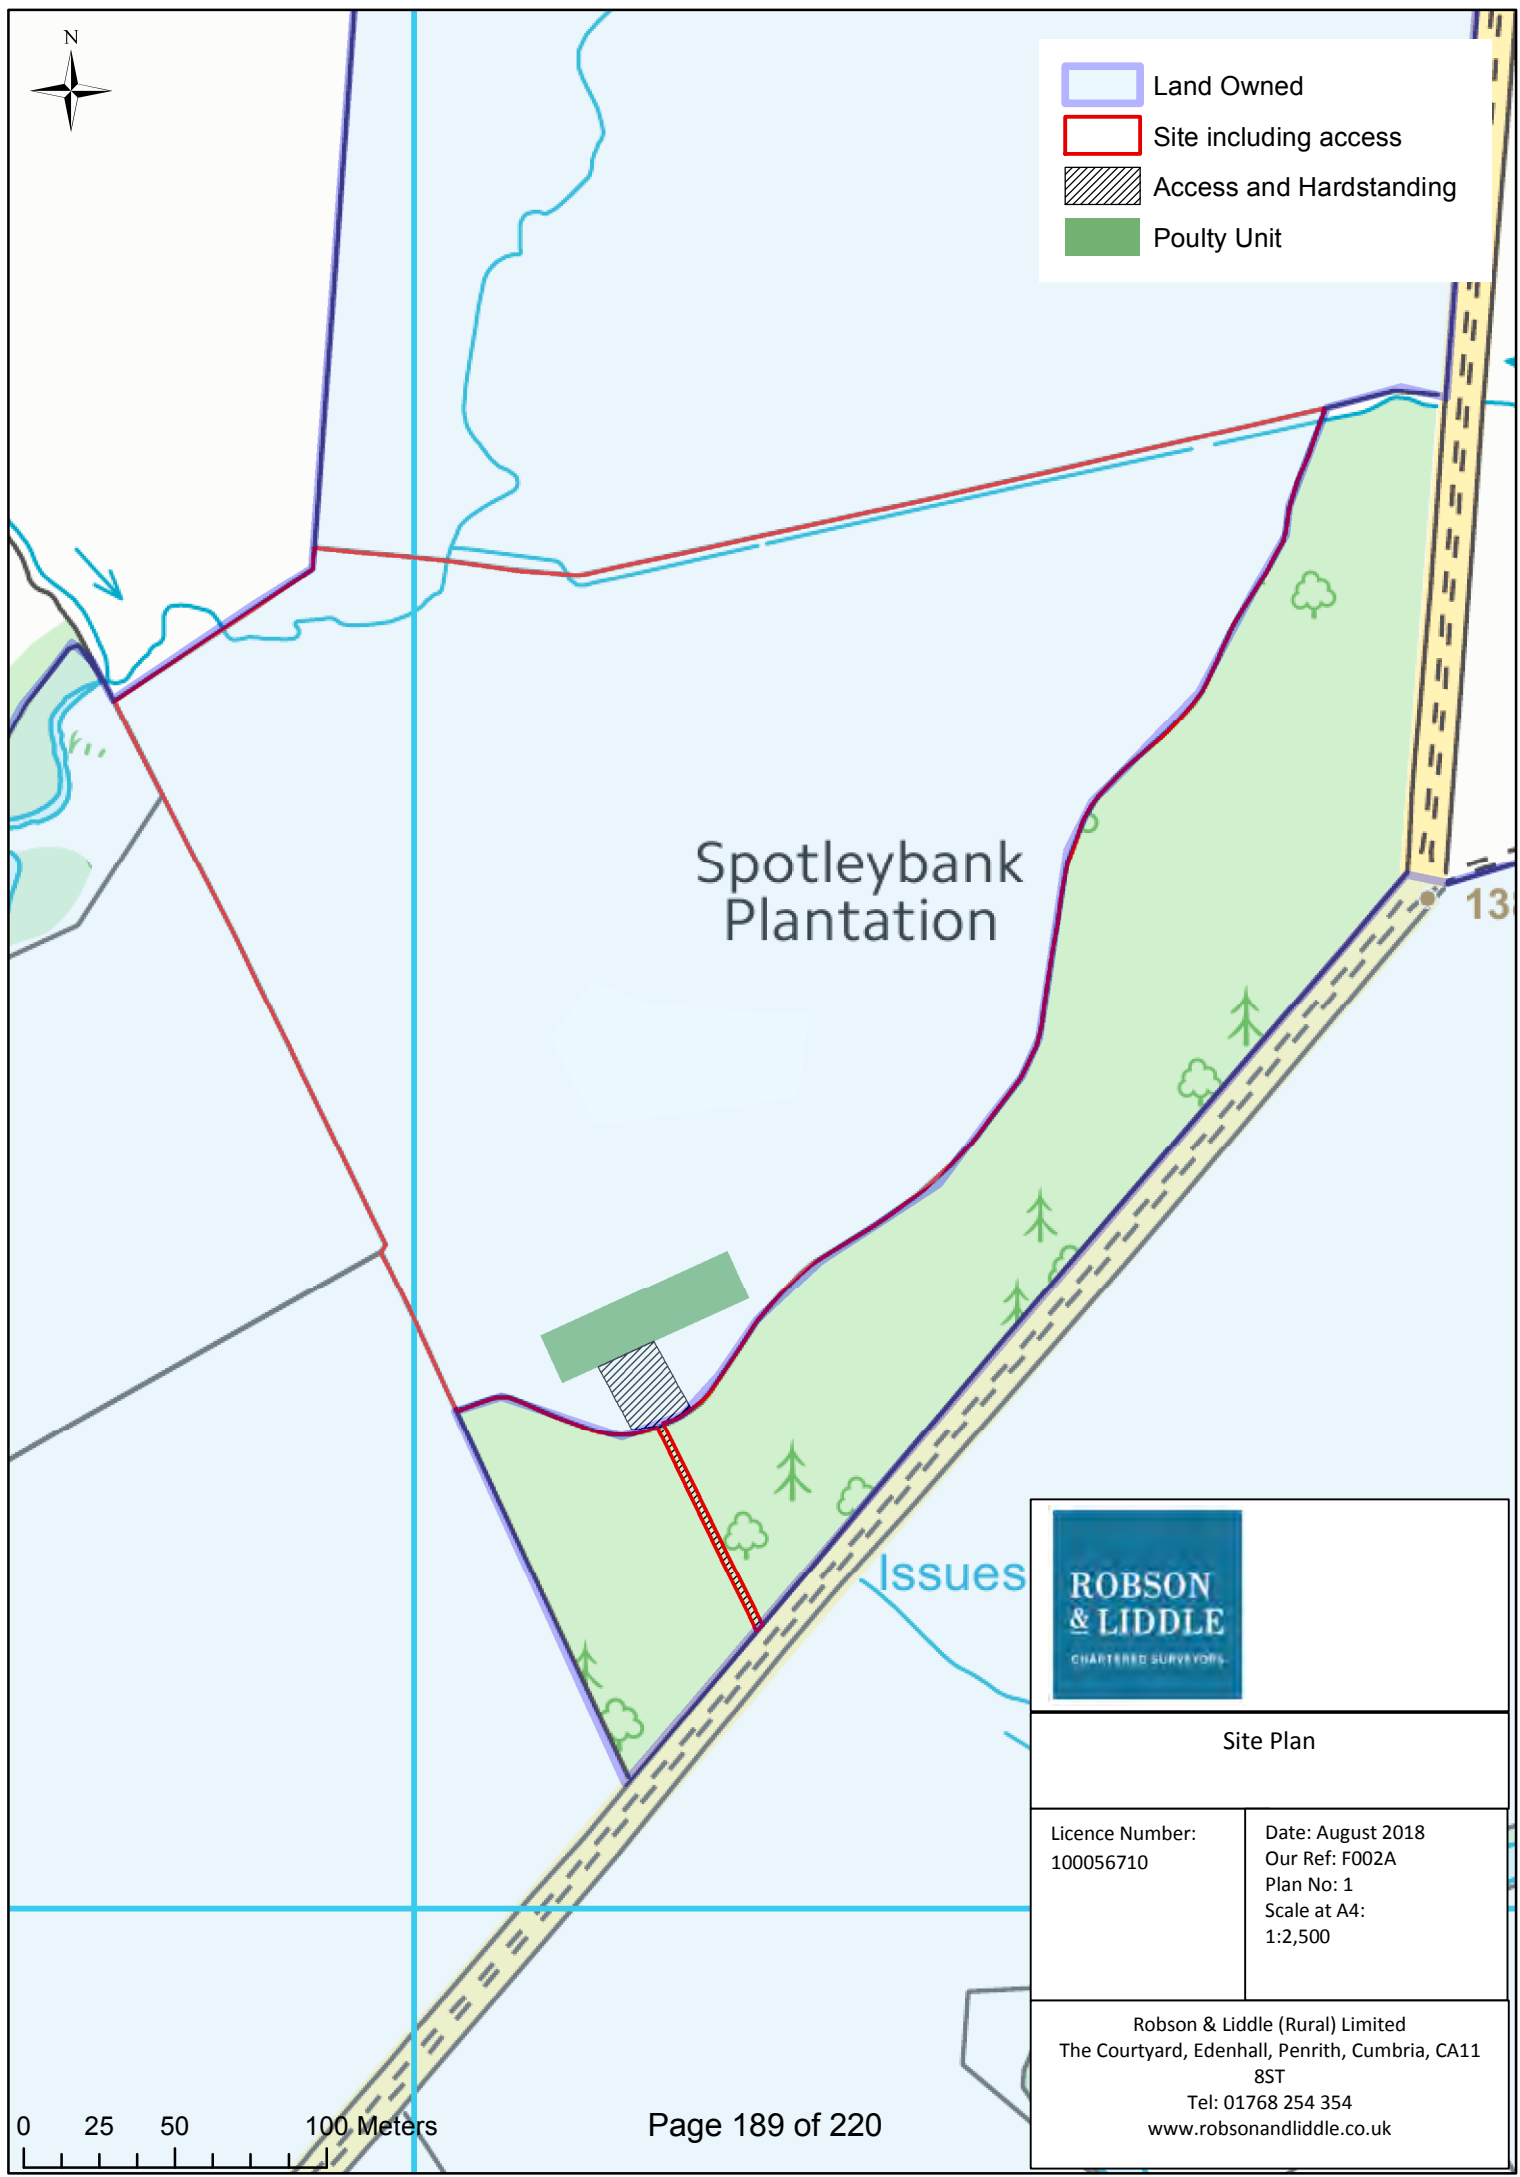 N
Land Owned
Site including access
Access and Hardstanding
Poulty Unit
Spotleybank
Plantation
Issues
ROBSON
& LIDDLE
CHARTERED SURVEYORS
Site Plan
Licence Number:
100056710
Date: August 2018
Our Ref: F002A
Plan No: 1
Scale at A4:
1:2,500
Robson & Liddle (Rural) Limited
The Courtyard, Edenhall, Penrith, Cumbria, CA11
8ST
Tel: 01768 254 354
www.robsonandliddle.co.uk
0 25 50 100 Meters
Page 189 of 220